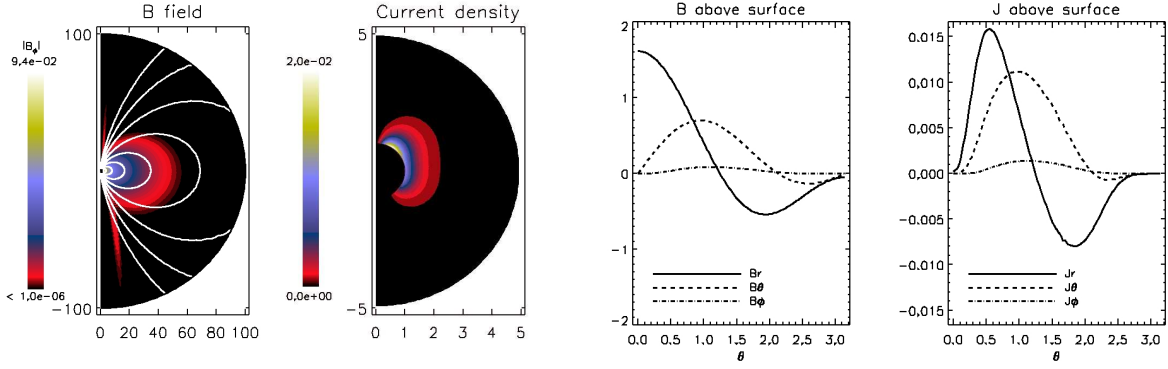 B field
|Bϕ|
9,4e-02
< 1,0e-06
100
-100
0 20 40 60 80 100
Current density
2,0e-02
0,0e+00
5
-5
0 1 2 3 4 5
B above surface
2
1
0
-1
-2
Br
Bθ
Bϕ
0.0 0.5 1.0 1.5 2.0 2.5 3.0
θ
J above surface
0.015
0.010
0.005
0.000
-0.005
-0.010
-0.015
Jr
Jθ
Jϕ
0.0 0.5 1.0 1.5 2.0 2.5 3.0
θ